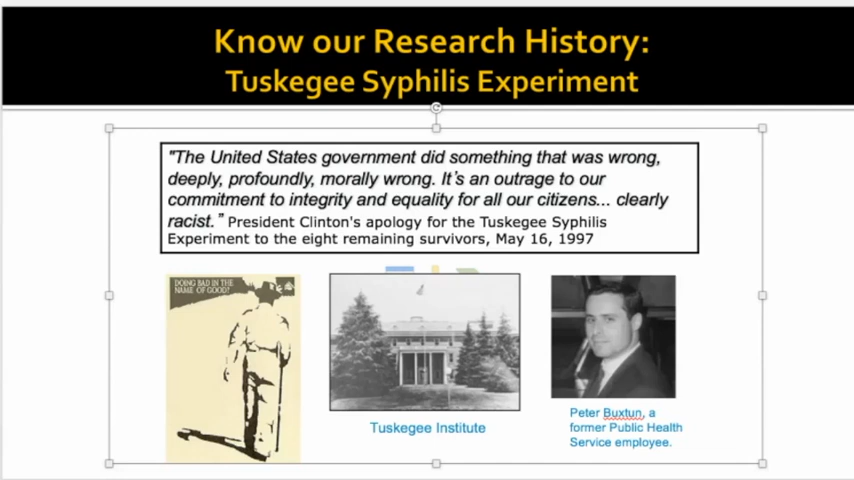 Know our Research History:
Tuskegee Syphilis Experiment
"The United States government did something that was wrong,
deeply, profoundly, morally wrong. It's an outrage to our
commitment to integrity and equality for all our citizens... clearly
racist." President Clinton's apology for the Tuskegee Syphilis
Experiment to the eight remaining survivors, May 16, 1997
DOING BAD IN THE
NAME OF GOOD?
Tuskegee Institute
Peter Buxtun, a
former Public Health
Service employee.